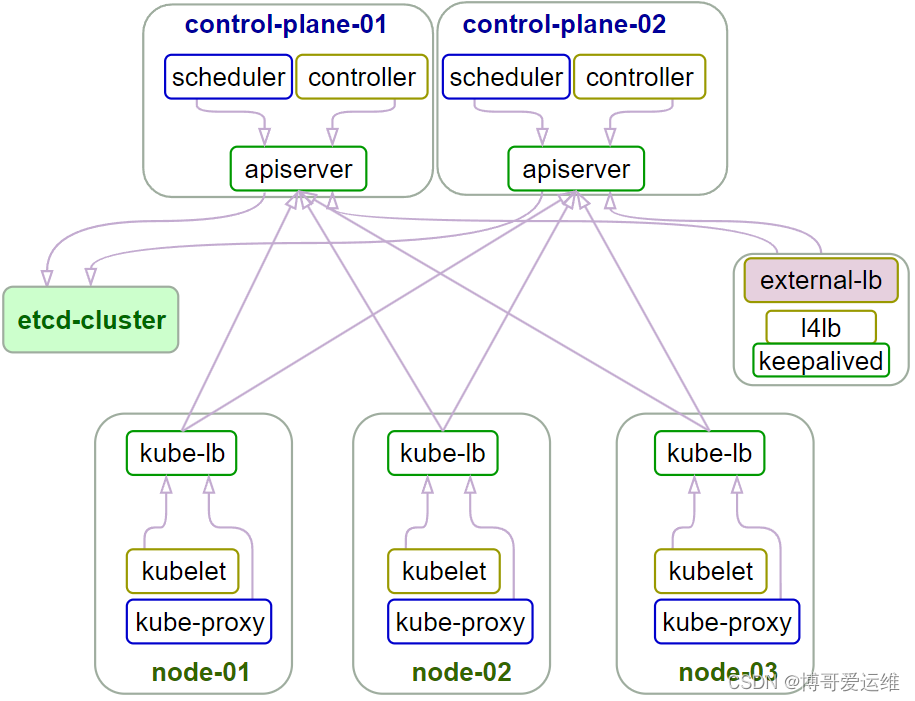 control-plane-01
control-plane-02
scheduler
controller
scheduler
controller
apiserver
apiserver
etcd-cluster
external-lb
l4lb
keepalived
kube-lb
kube-lb
kube-lb
kubelet
kubelet
kubelet
kube-proxy
kube-proxy
kube-proxy
node-01
node-02
node-03
CSDN @博哥爱运维